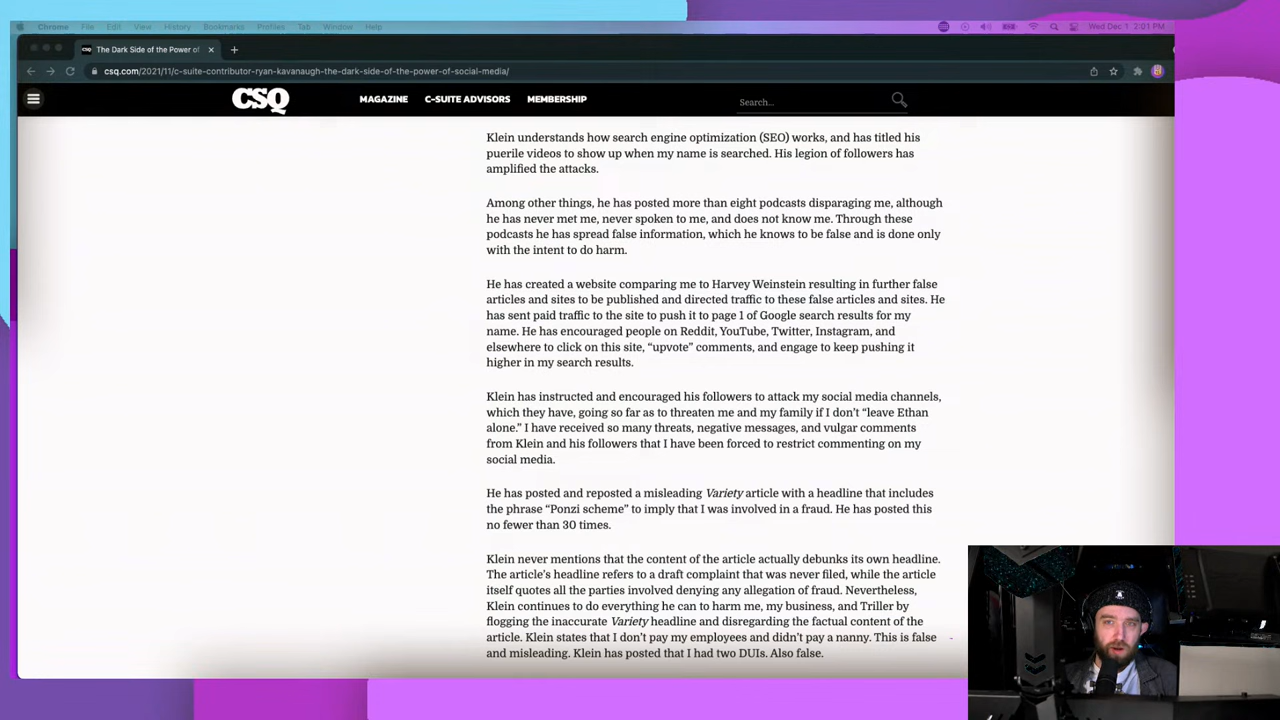 Chrome File Edit View History Bookmarks Profiles Tab Window Help Wed Dec 1 2:01 PM
The Dark Side of the Power of
csq.com/2021/11/c-suite-contributor-ryan-kavanaugh-the-dark-side-of-the-power-of-social-media/
CSQ MAGAZINE C-SUITE ADVISORS MEMBERSHIP Search...
Klein understands how search engine optimization (SEO) works, and has titled his
puerile videos to show up when my name is searched. His legion of followers has
amplified the attacks.
Among other things, he has posted more than eight podcasts disparaging me, although
he has never met me, never spoken to me, and does not know me. Through these
podcasts he has spread false information, which he knows to be false and is done only
with the intent to do harm.
He has created a website comparing me to Harvey Weinstein resulting in further false
articles and sites to be published and directed traffic to these false articles and sites. He
has sent paid traffic to the site to push it to page 1 of Google search results for my
name. He has encouraged people on Reddit, YouTube, Twitter, Instagram, and
elsewhere to click on this site, “upvote” comments, and engage to keep pushing it
higher in my search results.
Klein has instructed and encouraged his followers to attack my social media channels,
which they have, going so far as to threaten me and my family if I don’t “leave Ethan
alone.” I have received so many threats, negative messages, and vulgar comments
from Klein and his followers that I have been forced to restrict commenting on my
social media.
He has posted and reposted a misleading Variety article with a headline that includes
the phrase “Ponzi scheme” to imply that I was involved in a fraud. He has posted this
no fewer than 30 times.
Klein never mentions that the content of the article actually debunks its own headline.
The article’s headline refers to a draft complaint that was never filed, while the article
itself quotes all the parties involved denying any allegation of fraud. Nevertheless,
Klein continues to do everything he can to harm me, my business, and Triller by
flogging the inaccurate Variety headline and disregarding the factual content of the
article. Klein states that I don’t pay my employees and didn’t pay a nanny. This is false
and misleading. Klein has posted that I had two DUIs. Also false.